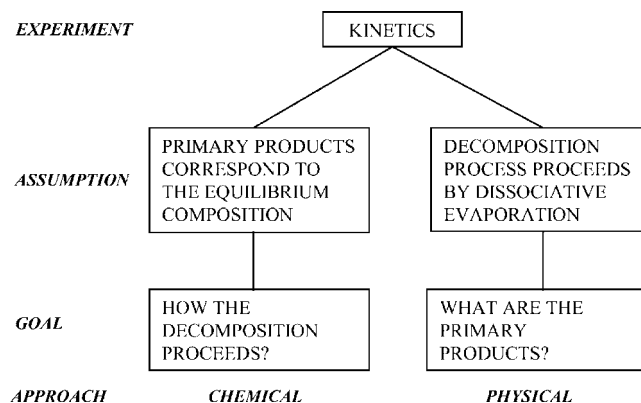 EXPERIMENT
KINETICS
ASSUMPTION
PRIMARY PRODUCTS
CORRESPOND TO
THE EQUILIBRIUM
COMPOSITION
DECOMPOSITION
PROCESS PROCEEDS
BY DISSOCIATIVE
EVAPORATION
GOAL
HOW THE
DECOMPOSITION
PROCEEDS?
WHAT ARE THE
PRIMARY
PRODUCTS?
APPROACH
CHEMICAL
PHYSICAL